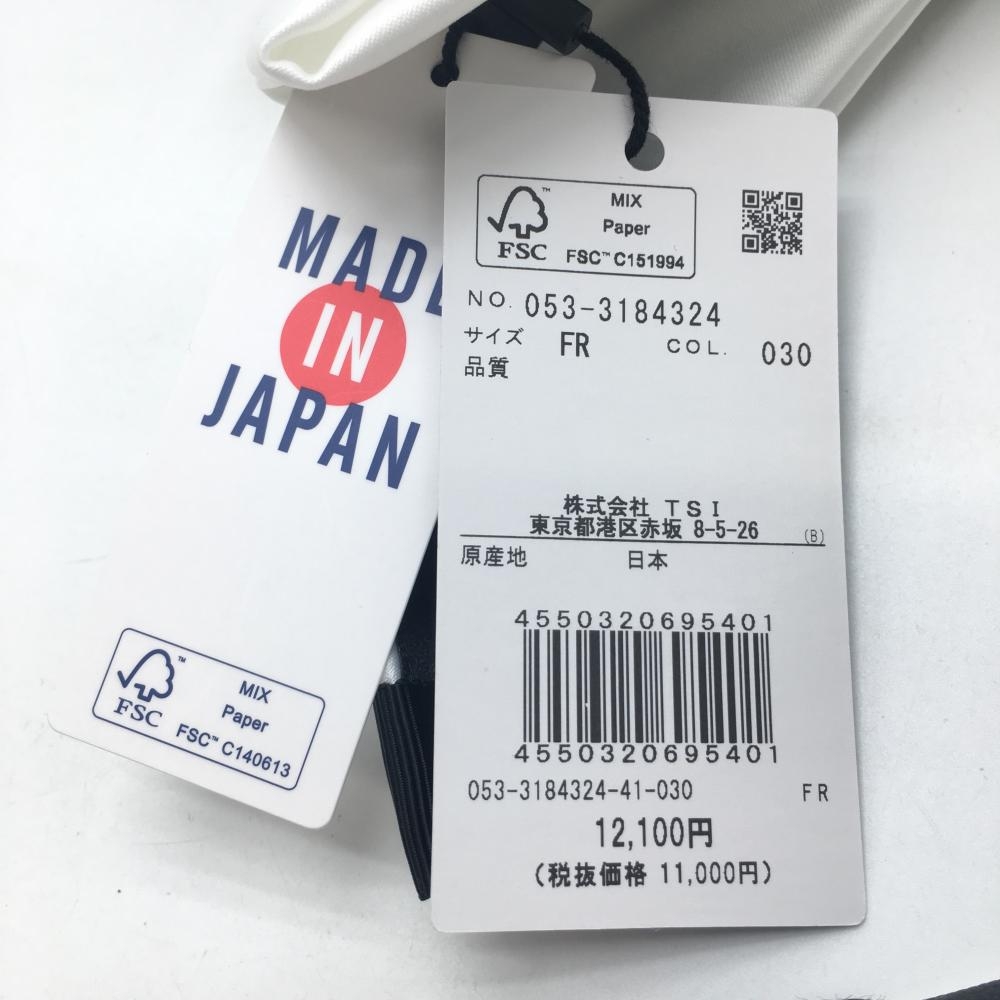 MADE
IN
JAPAN
FSC
MIX
Paper
FSC™ C140613
FSC
MIX
Paper
FSC™ C151994
NO. 053-3184324
サイズ FR COL. 030
品質
株式会社 TSI
東京都港区赤坂 8-5-26
(B)
原産地 日本
4550320695401
4550320695401
053-3184324-41-030 FR
12,100円
(税抜価格 11,000円)